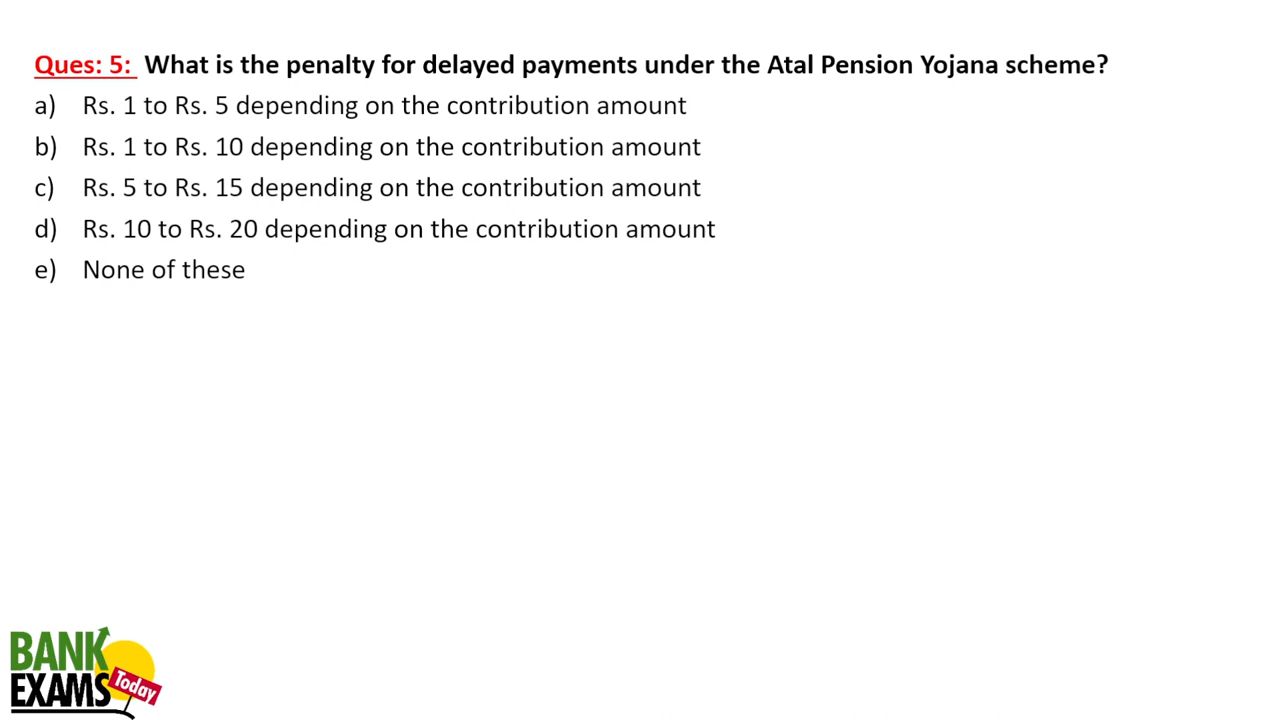 Ques: 5: What is the penalty for delayed payments under the Atal Pension Yojana scheme?
a) Rs. 1 to Rs. 5 depending on the contribution amount
b) Rs. 1 to Rs. 10 depending on the contribution amount
c) Rs. 5 to Rs. 15 depending on the contribution amount
d) Rs. 10 to Rs. 20 depending on the contribution amount
e) None of these
BANK
EXAMS
Today